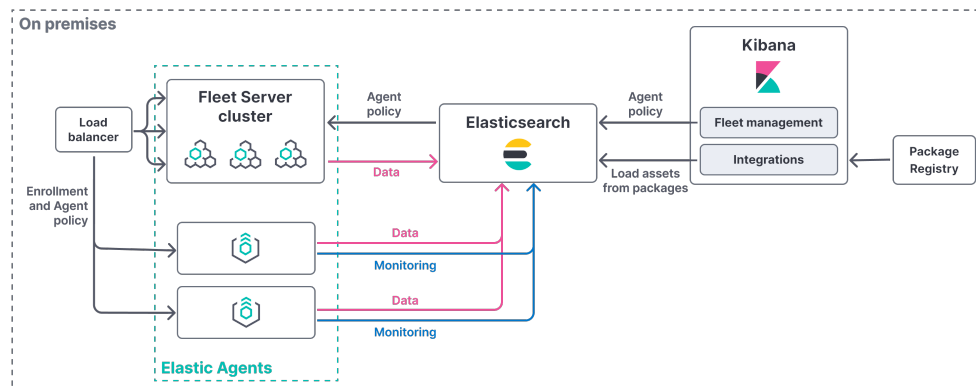 On premises
Kibana
Fleet Server
cluster
Agent
policy
Agent
policy
Elasticsearch
Fleet management
Load
balancer
Integrations
Package
Registry
Data
Load assets
from packages
Enrollment
and Agent
policy
Data
Monitoring
Data
Monitoring
Elastic Agents